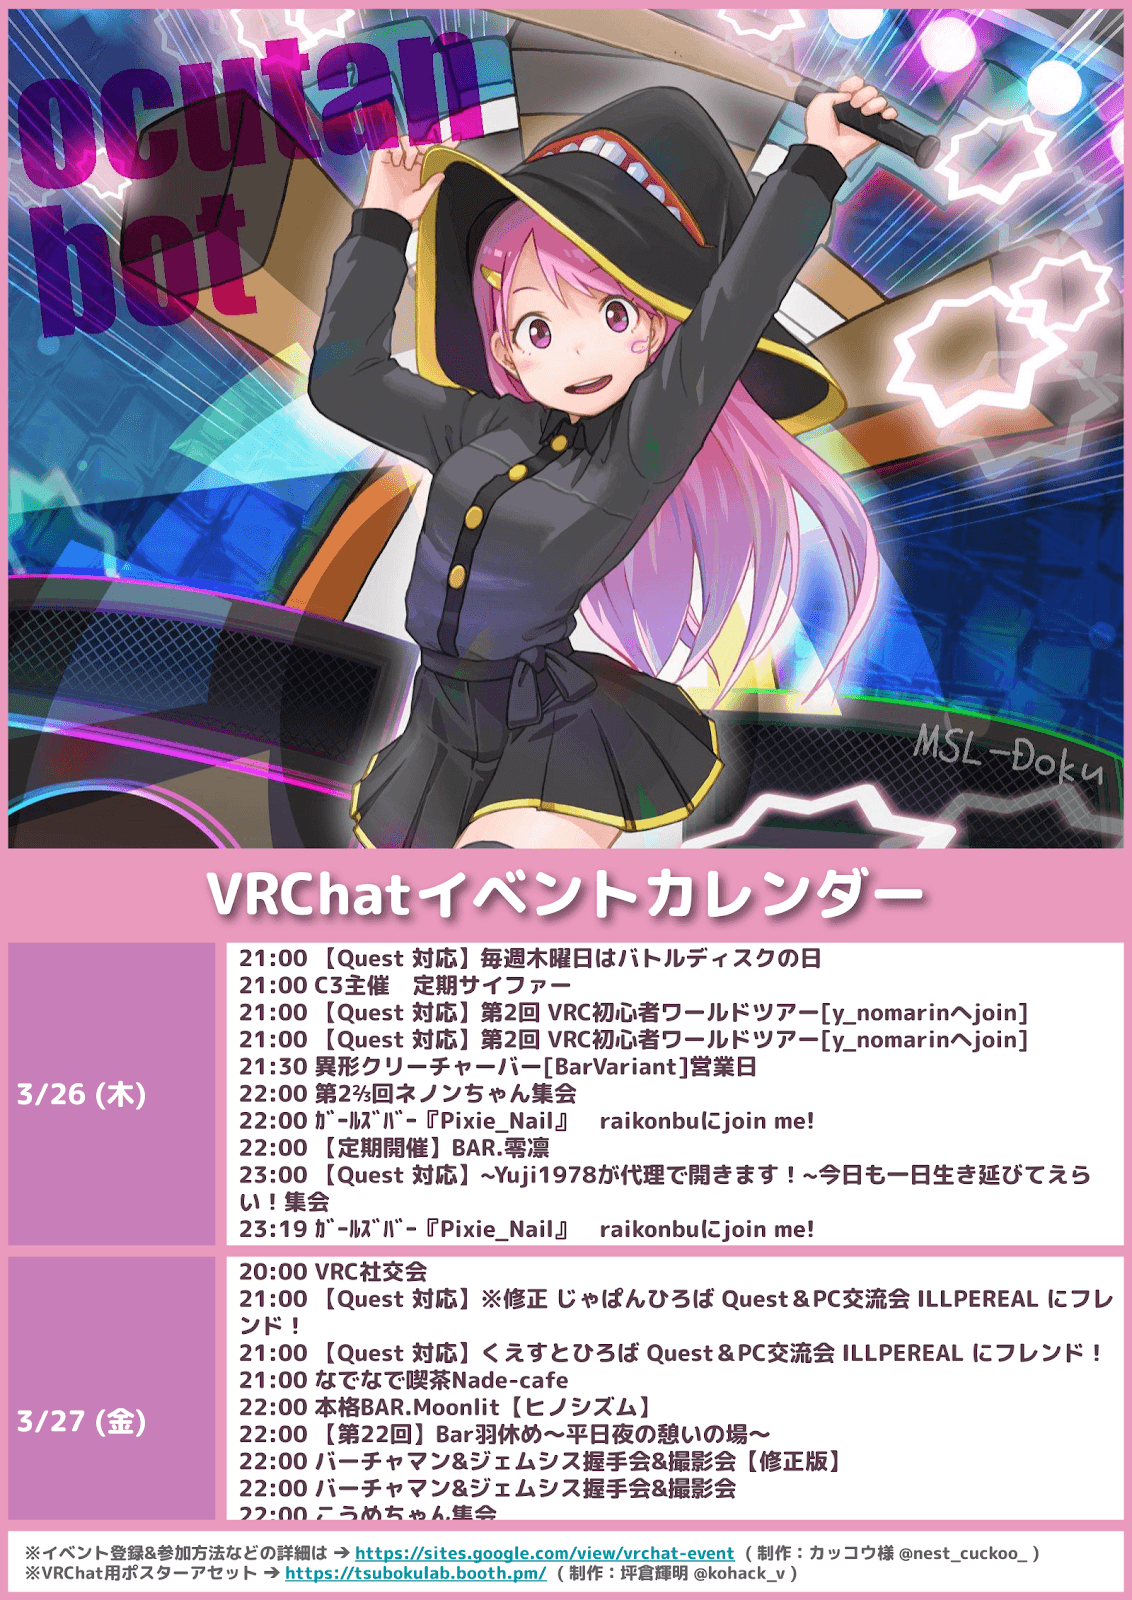 ocutan
bot
MSL-Doku
VRChatイベントカレンダー
3/26 (木)
21:00 【Quest 対応】毎週木曜日はバトルディスクの日
21:00 C3主催　定期サイファー
21:00 【Quest 対応】第2回 VRC初心者ワールドツアー[y_nomarinへjoin]
21:00 【Quest 対応】第2回 VRC初心者ワールドツアー[y_nomarinへjoin]
21:30 異形クリーチャーバー[BarVariant]営業日
22:00 第2⅔回ネノンちゃん集会
22:00 ｶﾞｰﾙｽﾞﾊﾞｰ『Pixie_Nail』　raikonbuにjoin me!
22:00 【定期開催】BAR.零凛
23:00 【Quest 対応】~Yuji1978が代理で開きます！~今日も一日生き延びてえら
い！集会
23:19 ｶﾞｰﾙｽﾞﾊﾞｰ『Pixie_Nail』　raikonbuにjoin me!
3/27 (金)
20:00 VRC社交会
21:00 【Quest 対応】※修正 じゃぱんひろば Quest＆PC交流会 ILLPEREAL にフレ
ンド！
21:00 【Quest 対応】くえすとひろば Quest＆PC交流会 ILLPEREAL にフレンド！
21:00 なでなで喫茶Nade-cafe
22:00 本格BAR.Moonlit【ヒノシズム】
22:00 【第22回】Bar羽休め～平日夜の憩いの場～
22:00 バーチャマン&ジェムシス握手会&撮影会【修正版】
22:00 バーチャマン&ジェムシス握手会&撮影会
22:00 こうめちゃん集会
※イベント登録&参加方法などの詳細は ➔ https://sites.google.com/view/vrchat-event （ 制作：カッコウ様 @nest_cuckoo_ ）
※VRChat用ポスターアセット ➔ https://tsubokulab.booth.pm/ （ 制作：坪倉輝明 @kohack_v ）